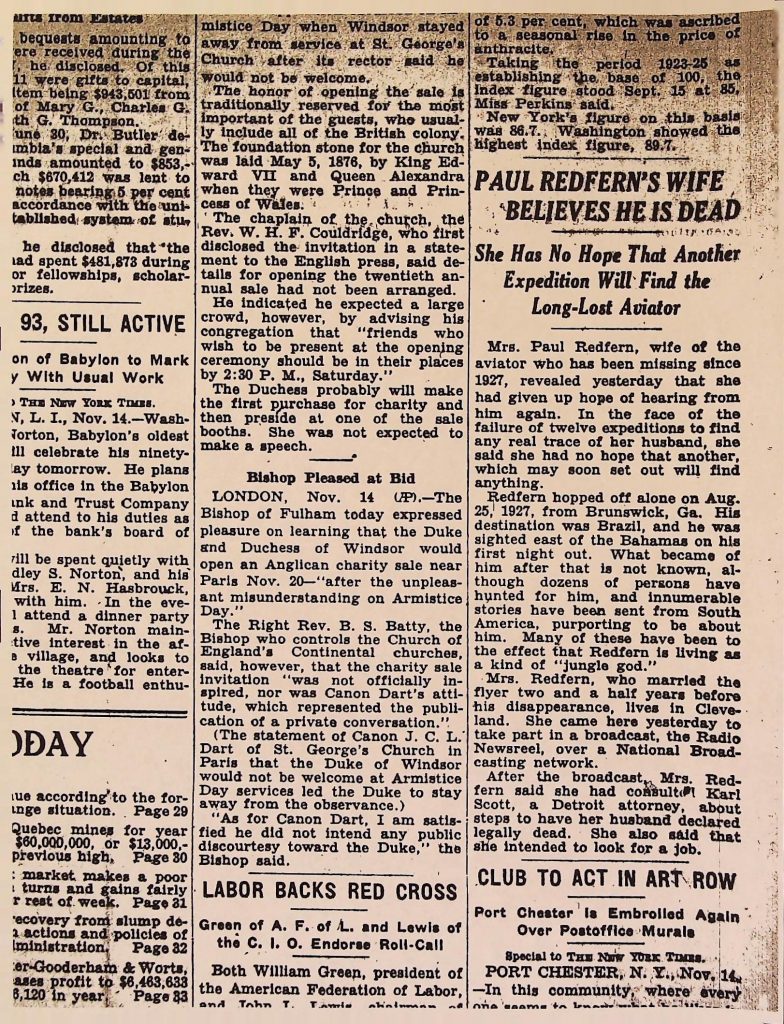 ifts from Estates
bequests amounting to
ere received during the
, he disclosed. Of this
11 were gifts to capital,
item being $943,501 from
of Mary G., Charles G.
th G. Thompson.
une 30, Dr. Butler de-
mbia's special and gen-
nds amounted to $853,-
ch $670,412 was lent to
notes bearing 5 per cent
accordance with the uni-
tablished system of stu-
he disclosed that the
ad spent $481,873 during
or fellowships, scholar-
prizes.
93, STILL ACTIVE
on of Babylon to Mark
y With Usual Work
THE NEW YORK TIMES.
N, L. I., Nov. 14.—Wash-
Norton, Babylon's oldest
ill celebrate his ninety-
ay tomorrow. He plans
his office in the Babylon
nk and Trust Company
d attend to his duties as
of the bank's board of
will be spent quietly with
dley S. Norton, and his
Mrs. E. N. Hasbrouck,
with him. In the eve-
l attend a dinner party
s. Mr. Norton main-
tive interest in the af-
e village, and looks to
the theatre for enter-
He is a football enthu-
ODAY
ue according to the for-
nge situation. Page 29
Quebec mines for year
$60,000,000, or $13,000,-
previous high. Page 30
market makes a poor
turns and gains fairly
r rest of week. Page 31
recovery from slump de-
actions and policies of
ministration. Page 32
er-Gooderham & Worts,
ases profit to $6,463,633
6,120 in year. Page 33
mistice Day when Windsor stayed
away from service at St. George's
Church after its rector said he
would not be welcome.
The honor of opening the sale is
traditionally reserved for the most
important of the guests, who usual-
ly include all of the British colony.
The foundation stone for the church
was laid May 5, 1876, by King Ed-
ward VII and Queen Alexandra
when they were Prince and Prin-
cess of Wales.
The chaplain of the church, the
Rev. W. H. F. Couldridge, who first
disclosed the invitation in a state-
ment to the English press, said de-
tails for opening the twentieth an-
nual sale had not been arranged.
He indicated he expected a large
crowd, however, by advising his
congregation that "friends who
wish to be present at the opening
ceremony should be in their places
by 2:30 P. M., Saturday."
The Duchess probably will make
the first purchase for charity and
then preside at one of the sale
booths. She was not expected to
make a speech.
Bishop Pleased at Bid
LONDON, Nov. 14 (AP).—The
Bishop of Fulham today expressed
pleasure on learning that the Duke
and Duchess of Windsor would
open an Anglican charity sale near
Paris Nov. 20—"after the unpleas-
ant misunderstanding on Armistice
Day."
The Right Rev. B. S. Batty, the
Bishop who controls the Church of
England's Continental churches,
said, however, that the charity sale
invitation "was not officially in-
spired, nor was Canon Dart's atti-
tude, which represented the publi-
cation of a private conversation."
(The statement of Canon J. C. L.
Dart of St. George's Church in
Paris that the Duke of Windsor
would not be welcome at Armistice
Day services led the Duke to stay
away from the observance.)
"As for Canon Dart, I am satis-
fied he did not intend any public
discourtesy toward the Duke," the
Bishop said.
LABOR BACKS RED CROSS
Green of A. F. of L. and Lewis of
the C. I. O. Endorse Roll-Call
Both William Green, president of
the American Federation of Labor,
and John L. Lewis, chairman of
of 5.3 per cent, which was ascribed
to a seasonal rise in the price of
anthracite.
Taking the period 1923-25 as
establishing the base of 100, the
index figure stood Sept. 15 at 85,
Miss Perkins said.
New York's figure on this basis
was 86.7. Washington showed the
highest index figure, 89.7.
PAUL REDFERN'S WIFE
BELIEVES HE IS DEAD
She Has No Hope That Another
Expedition Will Find the
Long-Lost Aviator
Mrs. Paul Redfern, wife of the
aviator who has been missing since
1927, revealed yesterday that she
had given up hope of hearing from
him again. In the face of the
failure of twelve expeditions to find
any real trace of her husband, she
said she had no hope that another,
which may soon set out will find
anything.
Redfern hopped off alone on Aug.
25, 1927, from Brunswick, Ga. His
destination was Brazil, and he was
sighted east of the Bahamas on his
first night out. What became of
him after that is not known, al-
though dozens of persons have
hunted for him, and innumerable
stories have been sent from South
America, purporting to be about
him. Many of these have been to
the effect that Redfern is living as
a kind of "jungle god."
Mrs. Redfern, who married the
flyer two and a half years before
his disappearance, lives in Cleve-
land. She came here yesterday to
take part in a broadcast, the Radio
Newsreel, over a National Broad-
casting network.
After the broadcast, Mrs. Red-
fern said she had consulted Karl
Scott, a Detroit attorney, about
steps to have her husband declared
legally dead. She also said that
she intended to look for a job.
CLUB TO ACT IN ART ROW
Port Chester Is Embroiled Again
Over Postoffice Murals
Special to THE NEW YORK TIMES.
PORT CHESTER, N. Y., Nov. 14.
—In this community, where every
one seems to know what